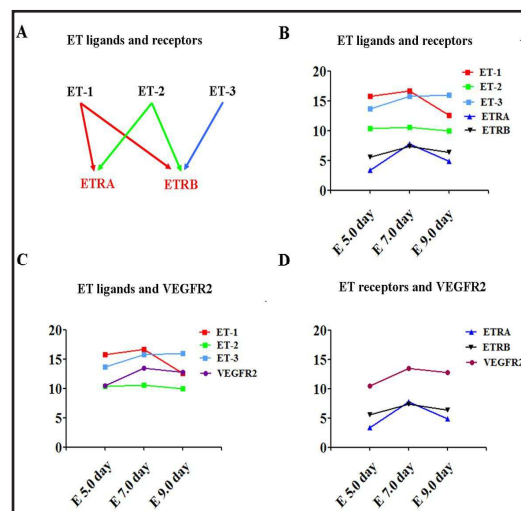 A
ET ligands and receptors
ET-1 ET-2 ET-3
ETRA ETRB
B
ET ligands and receptors
20
15
10
5
0
E 5.0 day E 7.0 day E 9.0 day
ET-1
ET-2
ET-3
ETRA
ETRB
C
ET ligands and VEGFR2
20
15
10
5
0
E 5.0 day E 7.0 day E 9.0 day
ET-1
ET-2
ET-3
VEGFR2
D
ET receptors and VEGFR2
20
15
10
5
0
E 5.0 day E 7.0 day E 9.0 day
ETRA
ETRB
VEGFR2